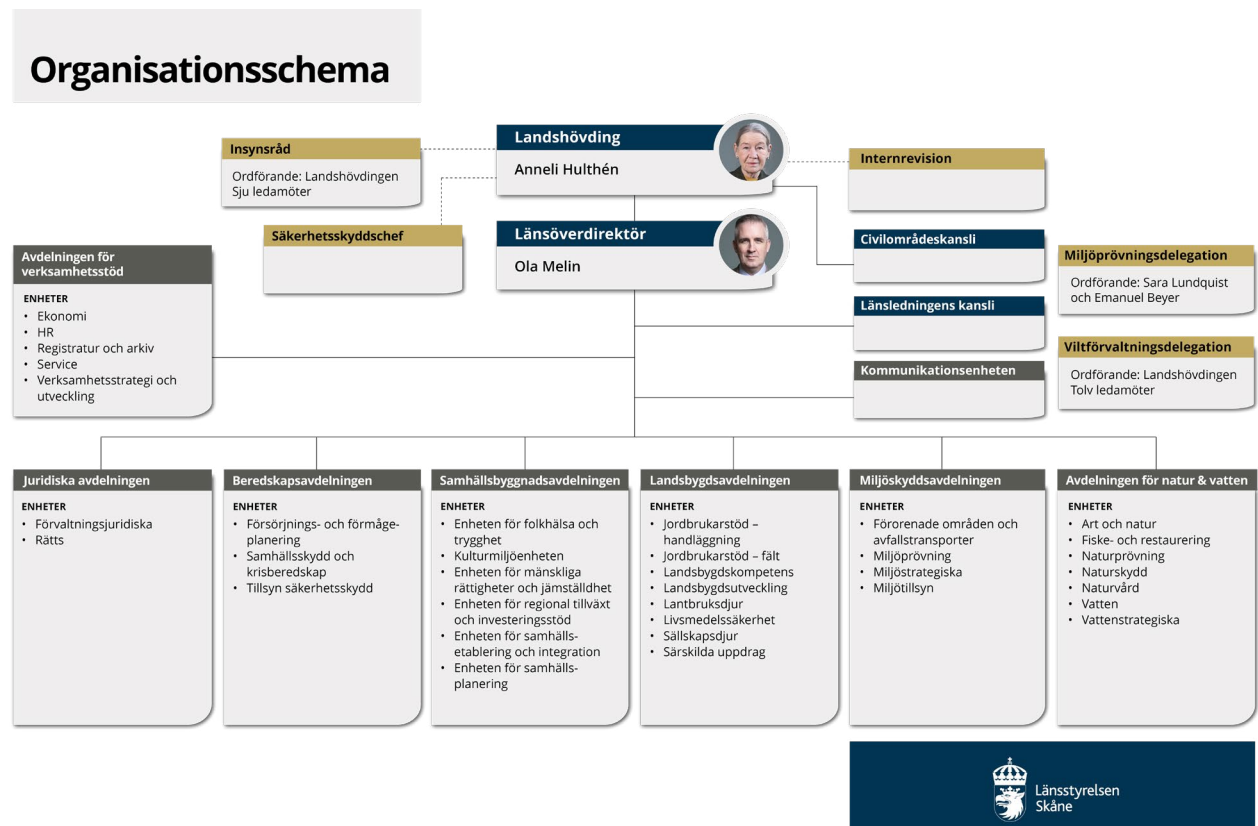 Organisationsschema
Landshövding
Anneli Hulthén
Insynsråd
Ordförande: Landshövdingen
Sju ledamöter
Internrevision
Säkerhetsskyddschef
Länsöverdirektör
Ola Melin
Civilområdeskansli
Avdelningen för
verksamhetsstöd
ENHETER
• Ekonomi
• HR
• Registratur och arkiv
• Service
• Verksamhetsstrategi och
utveckling
Länsledningens kansli
Kommunikationsenheten
Miljöprövningsdelegation
Ordförande: Sara Lundquist
och Emanuel Beyer
Viltförvaltningsdelegation
Ordförande: Landshövdingen
Tolv ledamöter
Juridiska avdelningen
ENHETER
• Förvaltningsjuridiska
• Rätts
Beredskapsavdelningen
ENHETER
• Försörjnings- och förmåge-
planering
• Samhällsskydd och
krisberedskap
• Tillsyn säkerhetsskydd
Samhällsbyggnadsavdelningen
ENHETER
• Enheten för folkhälsa och
trygghet
• Kulturmiljöenheten
• Enheten för mänskliga
rättigheter och jämställdhet
• Enheten för regional tillväxt
och investeringsstöd
• Enheten för samhälls-
etablering och integration
• Enheten för samhälls-
planering
Landsbygdsavdelningen
ENHETER
• Jordbrukarstöd –
handläggning
• Jordbrukarstöd – fält
• Landsbygdskompetens
• Landsbygdsutveckling
• Lantbruksdjur
• Livsmedelssäkerhet
• Sällskapsdjur
• Särskilda uppdrag
Miljöskyddsavdelningen
ENHETER
• Förorenade områden och
avfallstransporter
• Miljöprövning
• Miljöstrategiska
• Miljötillsyn
Avdelningen för natur & vatten
ENHETER
• Art och natur
• Fiske- och restaurering
• Naturprövning
• Naturskydd
• Naturvård
• Vatten
• Vattenstrategiska
Länsstyrelsen
Skåne